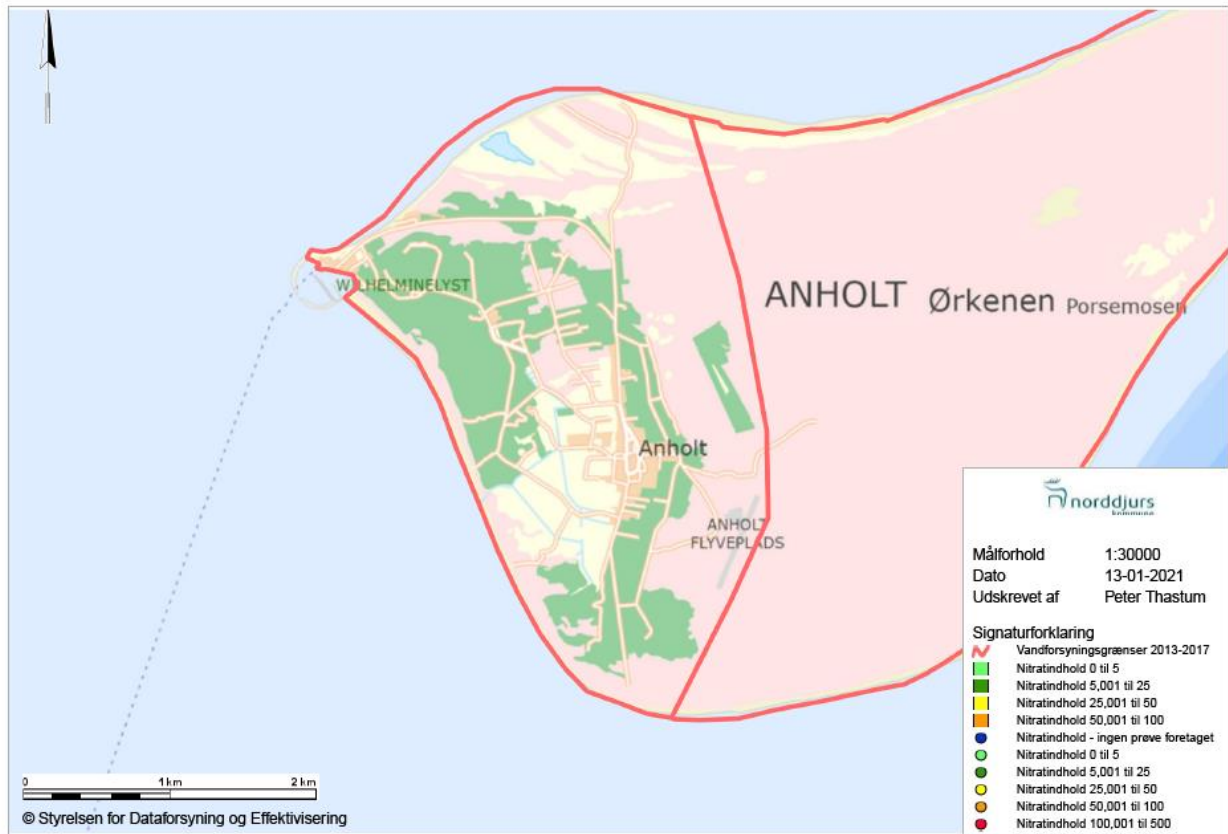 WILHELMINELYST
ANHOLT Ørkenen Porsemosen
Anholt
ANHOLT
FLYVEPLADS
norddjurs
kommune
Målforhold 1:30000
Dato 13-01-2021
Udskrevet af Peter Thastum
Signaturforklaring
Vandforsyningsgrænser 2013-2017
Nitratindhold 0 til 5
Nitratindhold 5,001 til 25
Nitratindhold 25,001 til 50
Nitratindhold 50,001 til 100
Nitratindhold - ingen prøve foretaget
Nitratindhold 0 til 5
Nitratindhold 5,001 til 25
Nitratindhold 25,001 til 50
Nitratindhold 50,001 til 100
Nitratindhold 100,001 til 500
0 1 km 2 km
© Styrelsen for Dataforsyning og Effektivisering